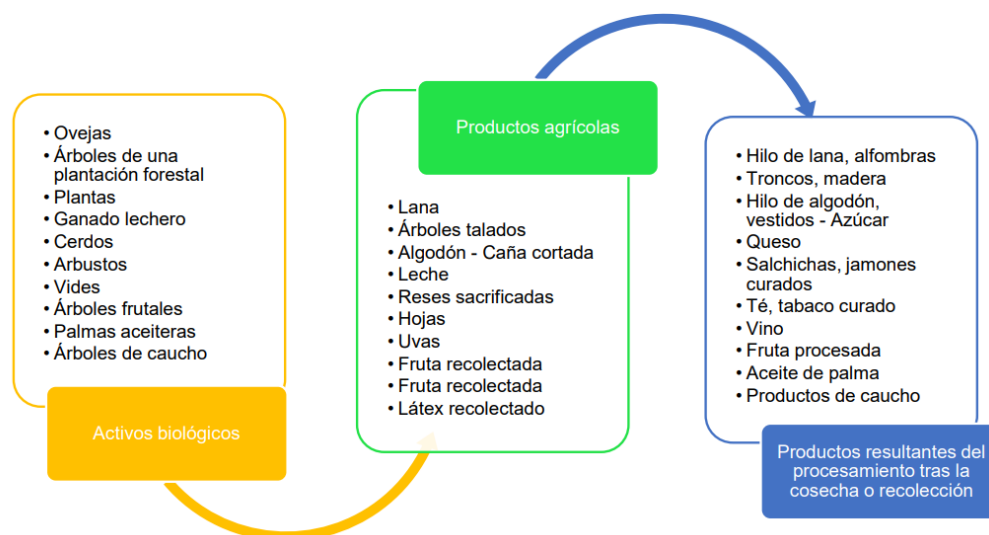 • Ovejas
• Árboles de una
plantación forestal
• Plantas
• Ganado lechero
• Cerdos
• Arbustos
• Vides
• Árboles frutales
• Palmas aceiteras
• Árboles de caucho
Activos biológicos
Productos agrícolas
• Lana
• Árboles talados
• Algodón - Caña cortada
• Leche
• Reses sacrificadas
• Hojas
• Uvas
• Fruta recolectada
• Fruta recolectada
• Látex recolectado
• Hilo de lana, alfombras
• Troncos, madera
• Hilo de algodón,
vestidos - Azúcar
• Queso
• Salchichas, jamones
curados
• Té, tabaco curado
• Vino
• Fruta procesada
• Aceite de palma
• Productos de caucho
Productos resultantes del
procesamiento tras la
cosecha o recolección